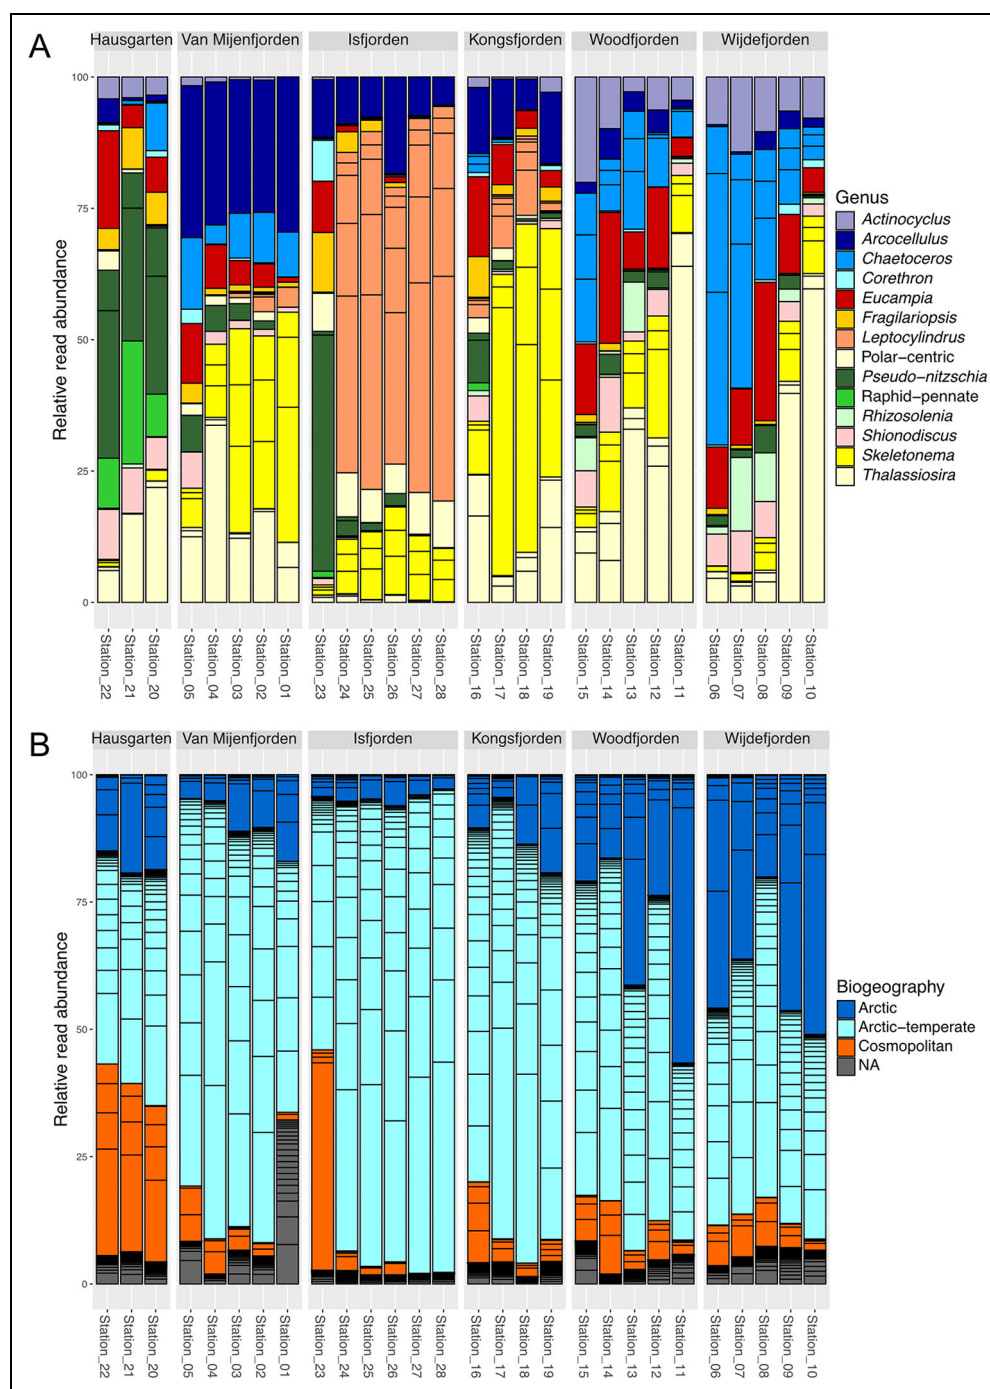 A
Hausgarten Van Mijenfjorden Isfjorden Kongsfjorden Woodfjorden Wijdefjorden
100
75
50
25
0
Relative read abundance
Station_22 Station_21 Station_20 Station_05 Station_04 Station_03 Station_02 Station_01 Station_23 Station_24 Station_25 Station_26 Station_27 Station_28 Station_16 Station_17 Station_18 Station_19 Station_15 Station_14 Station_13 Station_12 Station_11 Station_06 Station_07 Station_08 Station_09 Station_10
Genus
Actinocyclus
Arcocellulus
Chaetoceros
Corethron
Eucampia
Fragilariopsis
Leptocylindrus
Polar-centric
Pseudo-nitzschia
Raphid-pennate
Rhizosolenia
Shionodiscus
Skeletonema
Thalassiosira
B
Hausgarten Van Mijenfjorden Isfjorden Kongsfjorden Woodfjorden Wijdefjorden
100
75
50
25
0
Relative read abundance
Station_22 Station_21 Station_20 Station_05 Station_04 Station_03 Station_02 Station_01 Station_23 Station_24 Station_25 Station_26 Station_27 Station_28 Station_16 Station_17 Station_18 Station_19 Station_15 Station_14 Station_13 Station_12 Station_11 Station_06 Station_07 Station_08 Station_09 Station_10
Biogeography
Arctic
Arctic-temperate
Cosmopolitan
NA